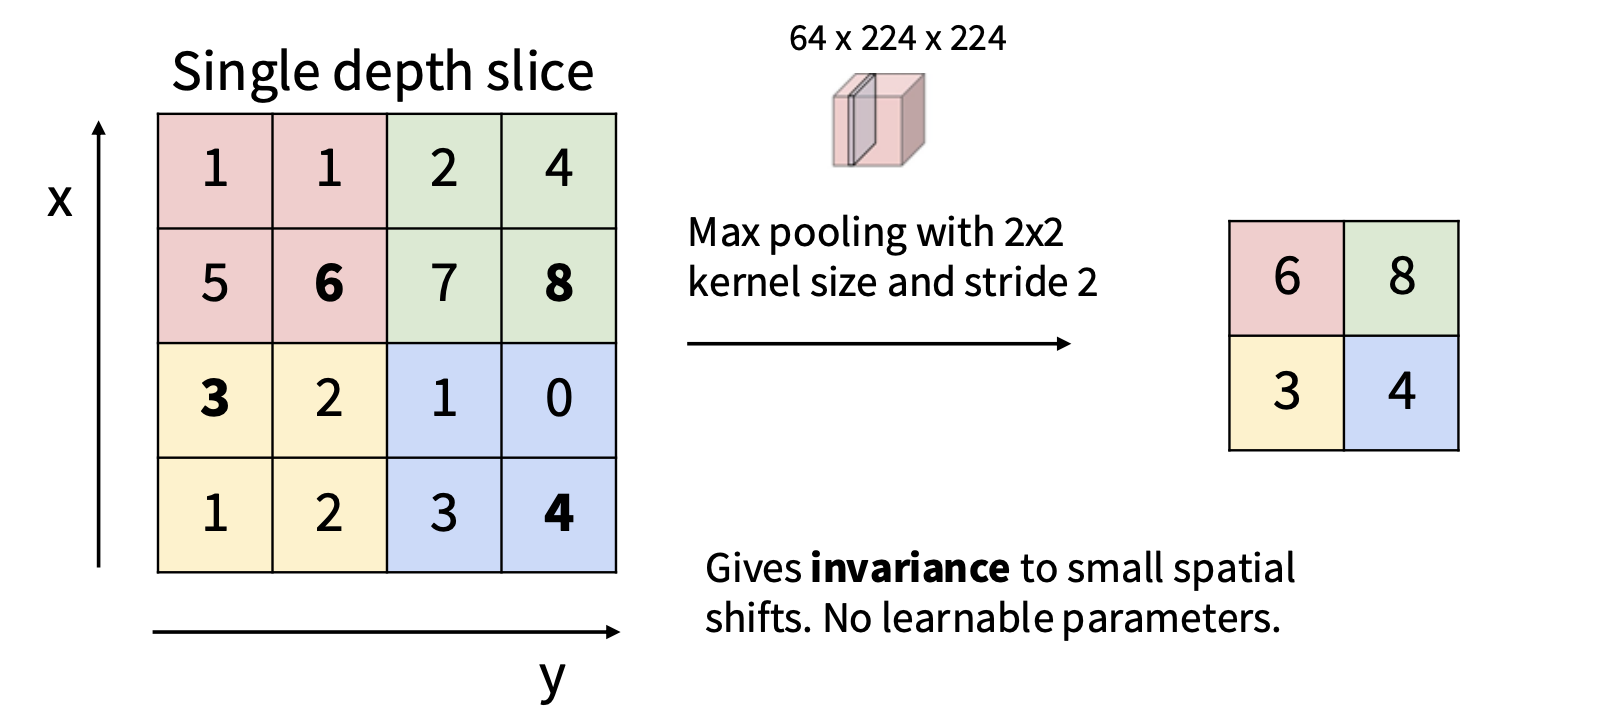 Single depth slice
64 x 224 x 224
x
1 1 2 4
5 6 7 8
3 2 1 0
1 2 3 4
y
Max pooling with 2x2
kernel size and stride 2
6 8
3 4
Gives invariance to small spatial
shifts. No learnable parameters.